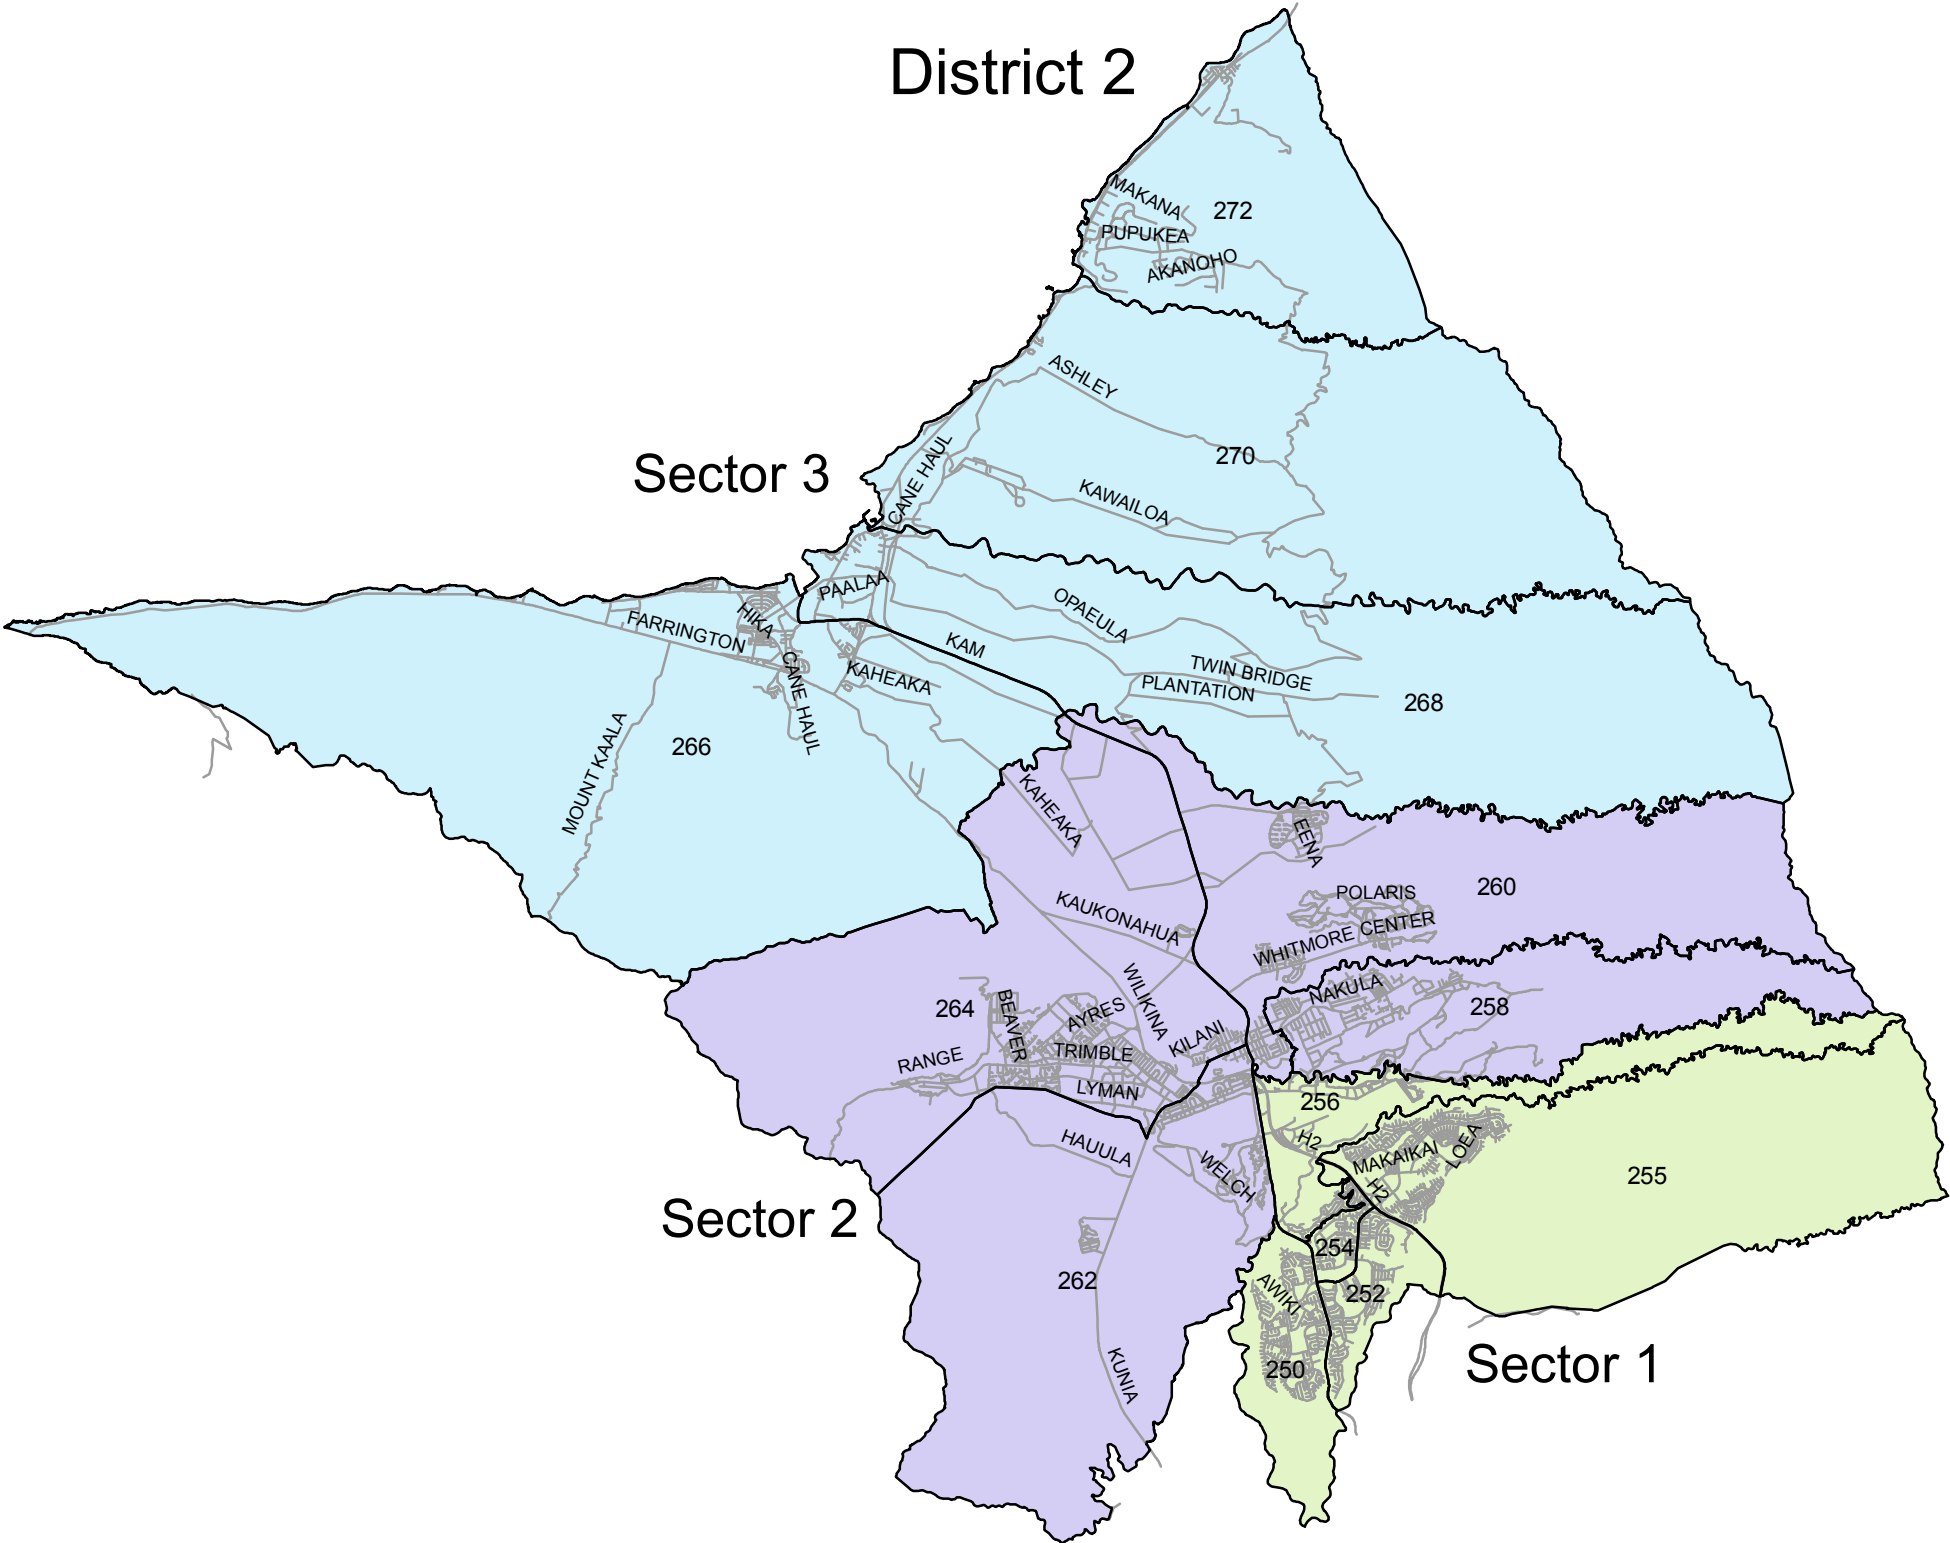 District 2
MAKANA
272
PUPUKEA
AKANOHO
ASHLEY
270
Sector 3
CANE HAUL
KAWAILOA
PAALAA
OPAEULA
HIKA
FARRINGTON
KAM
CANE HAUL
KAHEAKA
TWIN BRIDGE
PLANTATION
268
266
MOUNT KAALA
KAHEAKA
EENA
260
POLARIS
KAUKONAHUA
WHITMORE CENTER
WILIKINA
NAKULA
264
BEAVER
AYRES
258
KILANI
RANGE
TRIMBLE
LYMAN
256
HAUULA
H2
MAKAIKAI
LOEA
WELCH
H2
255
Sector 2
254
262
AWIKI
252
250
KUNIA
Sector 1